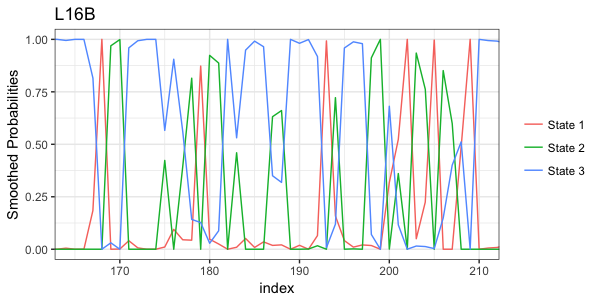 L16B
Smoothed Probabilities
1.00
0.75
0.50
0.25
0.00
170 180 190 200 210
index
State 1
State 2
State 3